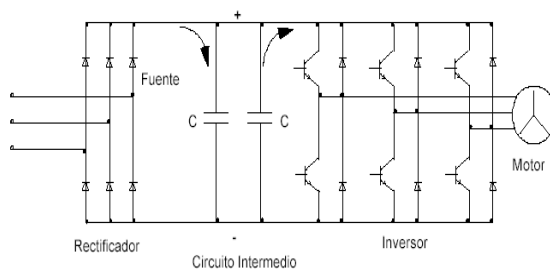 +
Fuente
C
C
Motor
-
Rectificador
Circuito Intermedio
Inversor